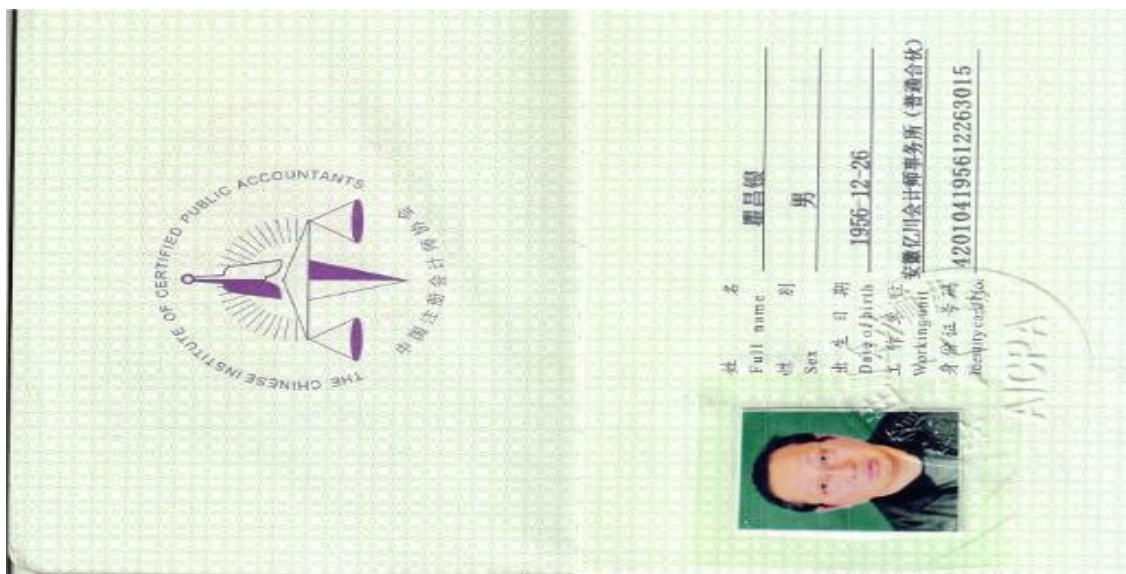 THE CHINESE INSTITUTE OF CERTIFIED PUBLIC ACCOUNTANTS
中国注册会计师协会
姓名 瞿昌银
Full name
性别 男
Sex
出生日期 1956-12-26
Date of birth
工作单位 安徽亿川会计师事务所（普通合伙）
Working unit
身份证号码 420104195612263015
Identity card No.
AICPA